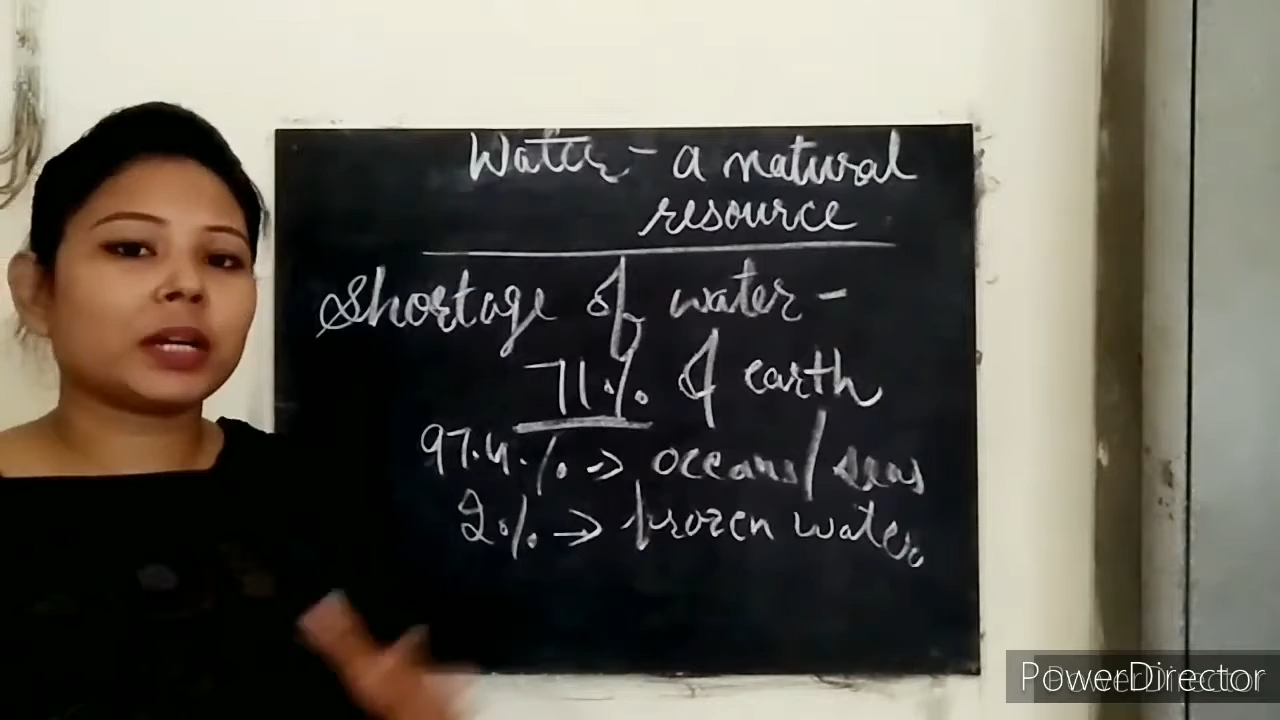 Water - a natural
resource
Shortage of water -
71% of earth
97.4% → oceans/seas
2% → frozen water
PowerDirector